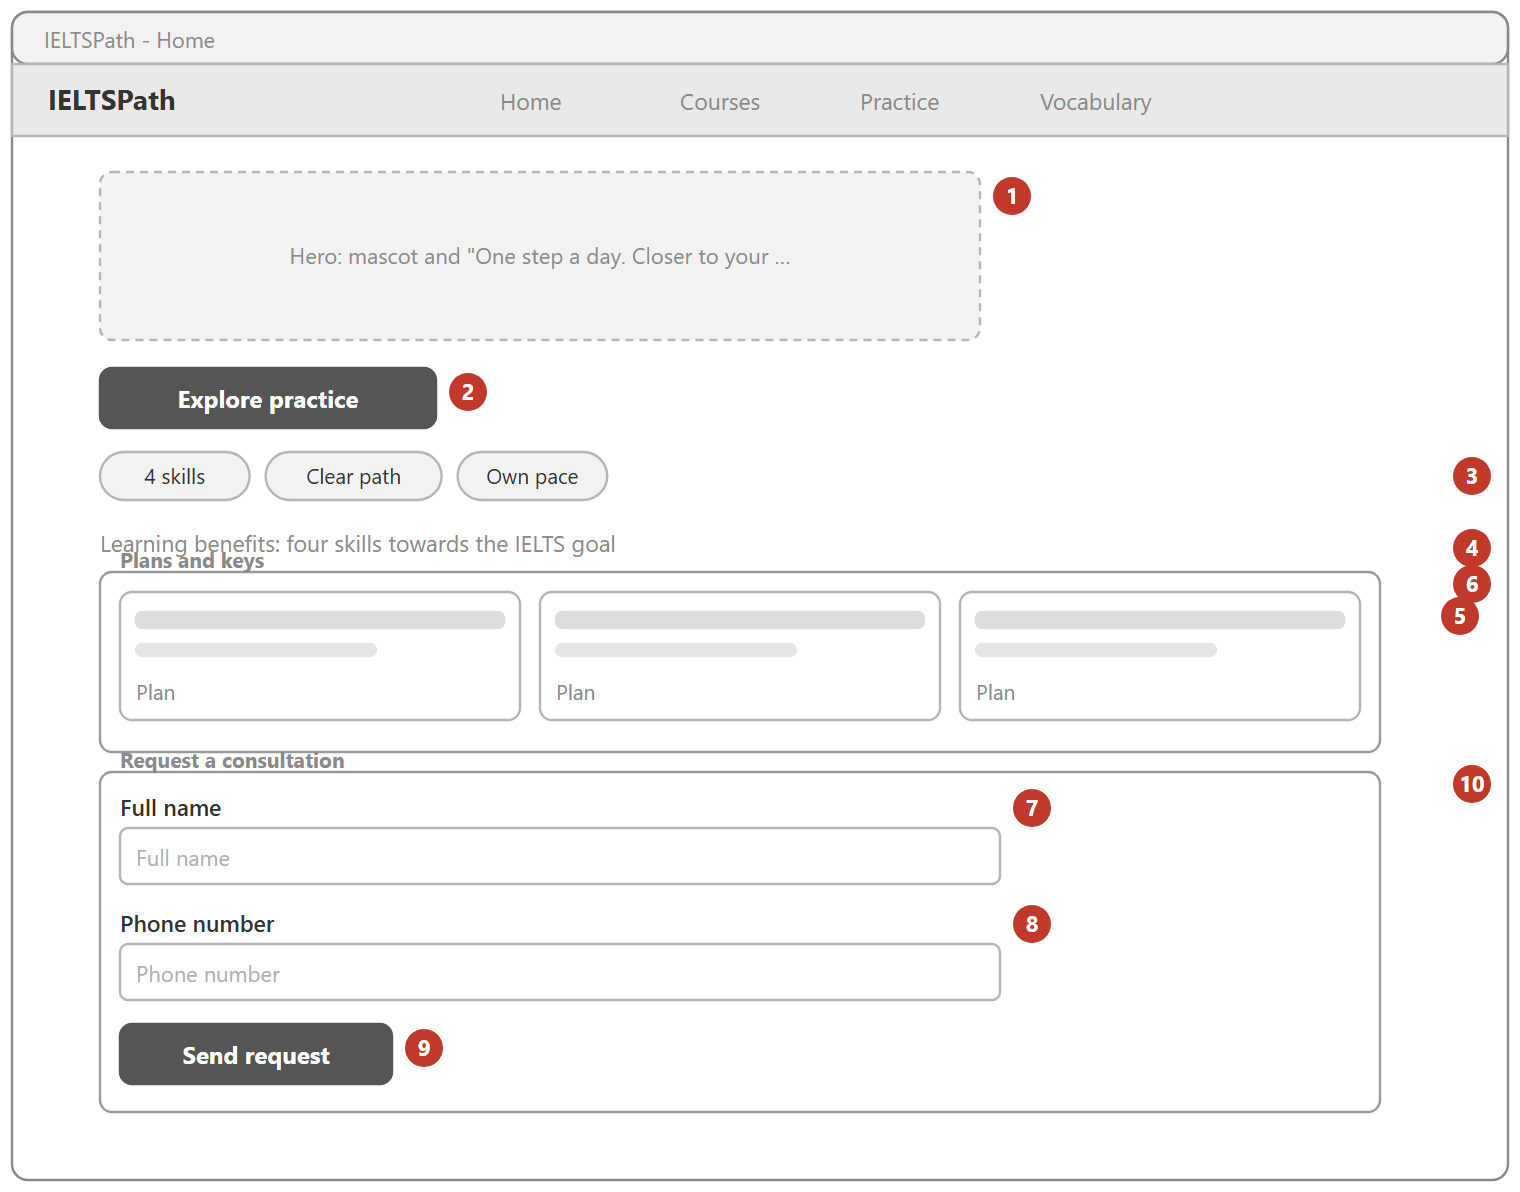 IELTSPath - Home
IELTSPath Home Courses Practice Vocabulary
Hero: mascot and "One step a day. Closer to your ...
1
Explore practice
2
4 skills Clear path Own pace
3
Learning benefits: four skills towards the IELTS goal
4
Plans and keys
6
5
Plan Plan Plan
Request a consultation
10
Full name
7
Full name
Phone number
8
Phone number
Send request
9